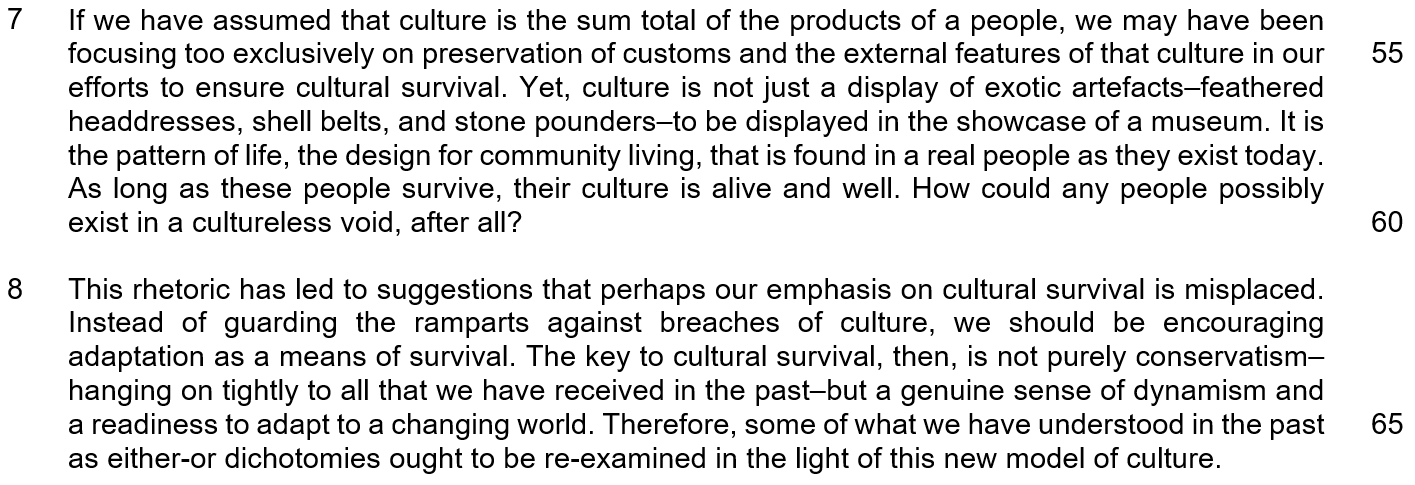 7 If we have assumed that culture is the sum total of the products of a people, we may have been
focusing too exclusively on preservation of customs and the external features of that culture in our 55
efforts to ensure cultural survival. Yet, culture is not just a display of exotic artefacts–feathered
headdresses, shell belts, and stone pounders–to be displayed in the showcase of a museum. It is
the pattern of life, the design for community living, that is found in a real people as they exist today.
As long as these people survive, their culture is alive and well. How could any people possibly
exist in a cultureless void, after all? 60
8 This rhetoric has led to suggestions that perhaps our emphasis on cultural survival is misplaced.
Instead of guarding the ramparts against breaches of culture, we should be encouraging
adaptation as a means of survival. The key to cultural survival, then, is not purely conservatism–
hanging on tightly to all that we have received in the past–but a genuine sense of dynamism and
a readiness to adapt to a changing world. Therefore, some of what we have understood in the past 65
as either-or dichotomies ought to be re-examined in the light of this new model of culture.